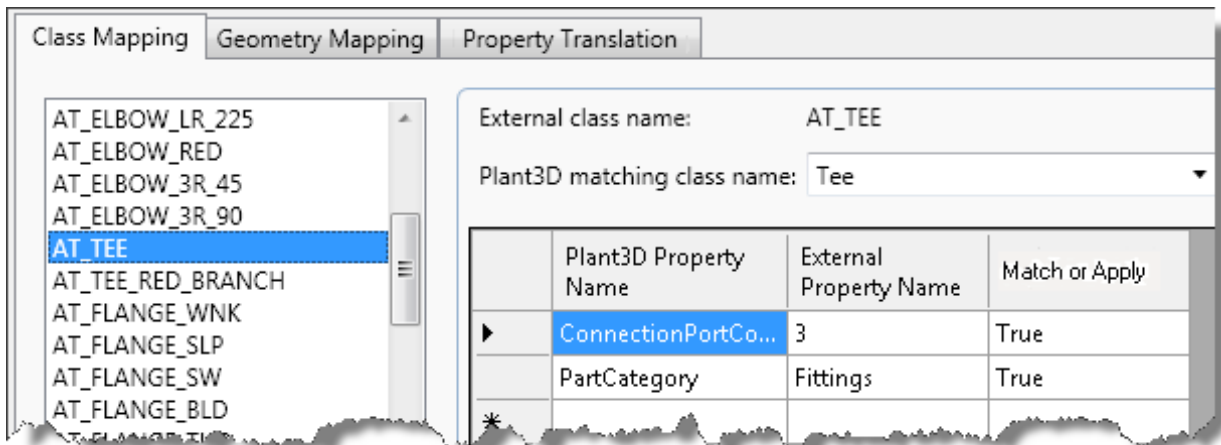 Class Mapping
Geometry Mapping
Property Translation
AT_ELBOW_LR_225
AT_ELBOW_RED
AT_ELBOW_3R_45
AT_ELBOW_3R_90
AT_TEE
AT_TEE_RED_BRANCH
AT_FLANGE_WNK
AT_FLANGE_SLP
AT_FLANGE_SW
AT_FLANGE_BLD
External class name: AT_TEE
Plant3D matching class name: Tee
Plant3D Property
Name
External
Property Name
Match or Apply
ConnectionPortCo... 3 True
PartCategory Fittings True